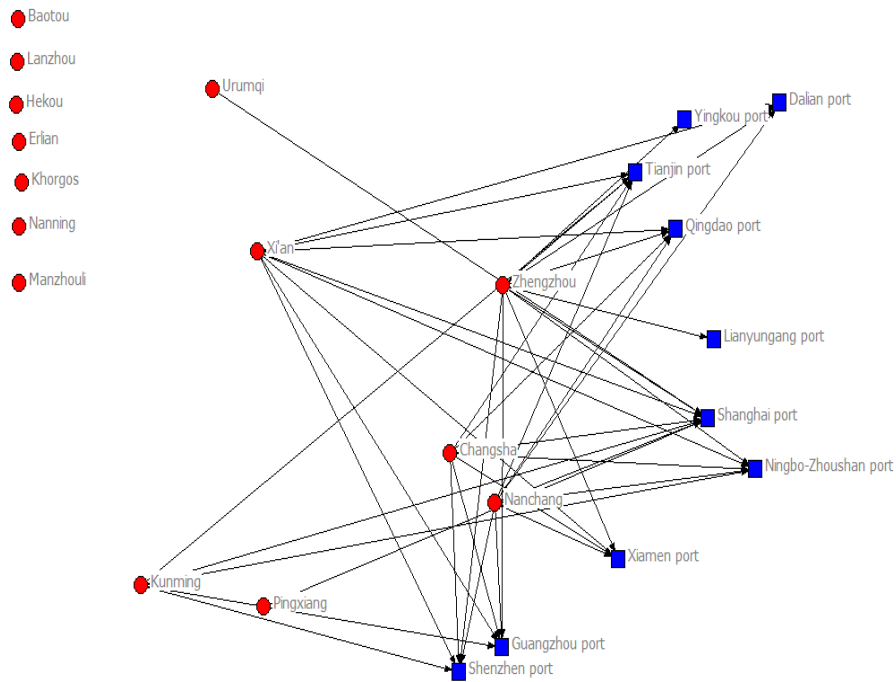 Baotou
Lanzhou
Hekou
Erlian
Khorgos
Nanning
Manzhouli
Urumqi
Dalian port
Yingkou port
Tianjin port
Qingdao port
Xi'an
Zhengzhou
Lianyungang port
Shanghai port
Changsha
Ningbo-Zhoushan port
Nanchang
Xiamen port
Kunming
Pingxiang
Guangzhou port
Shenzhen port